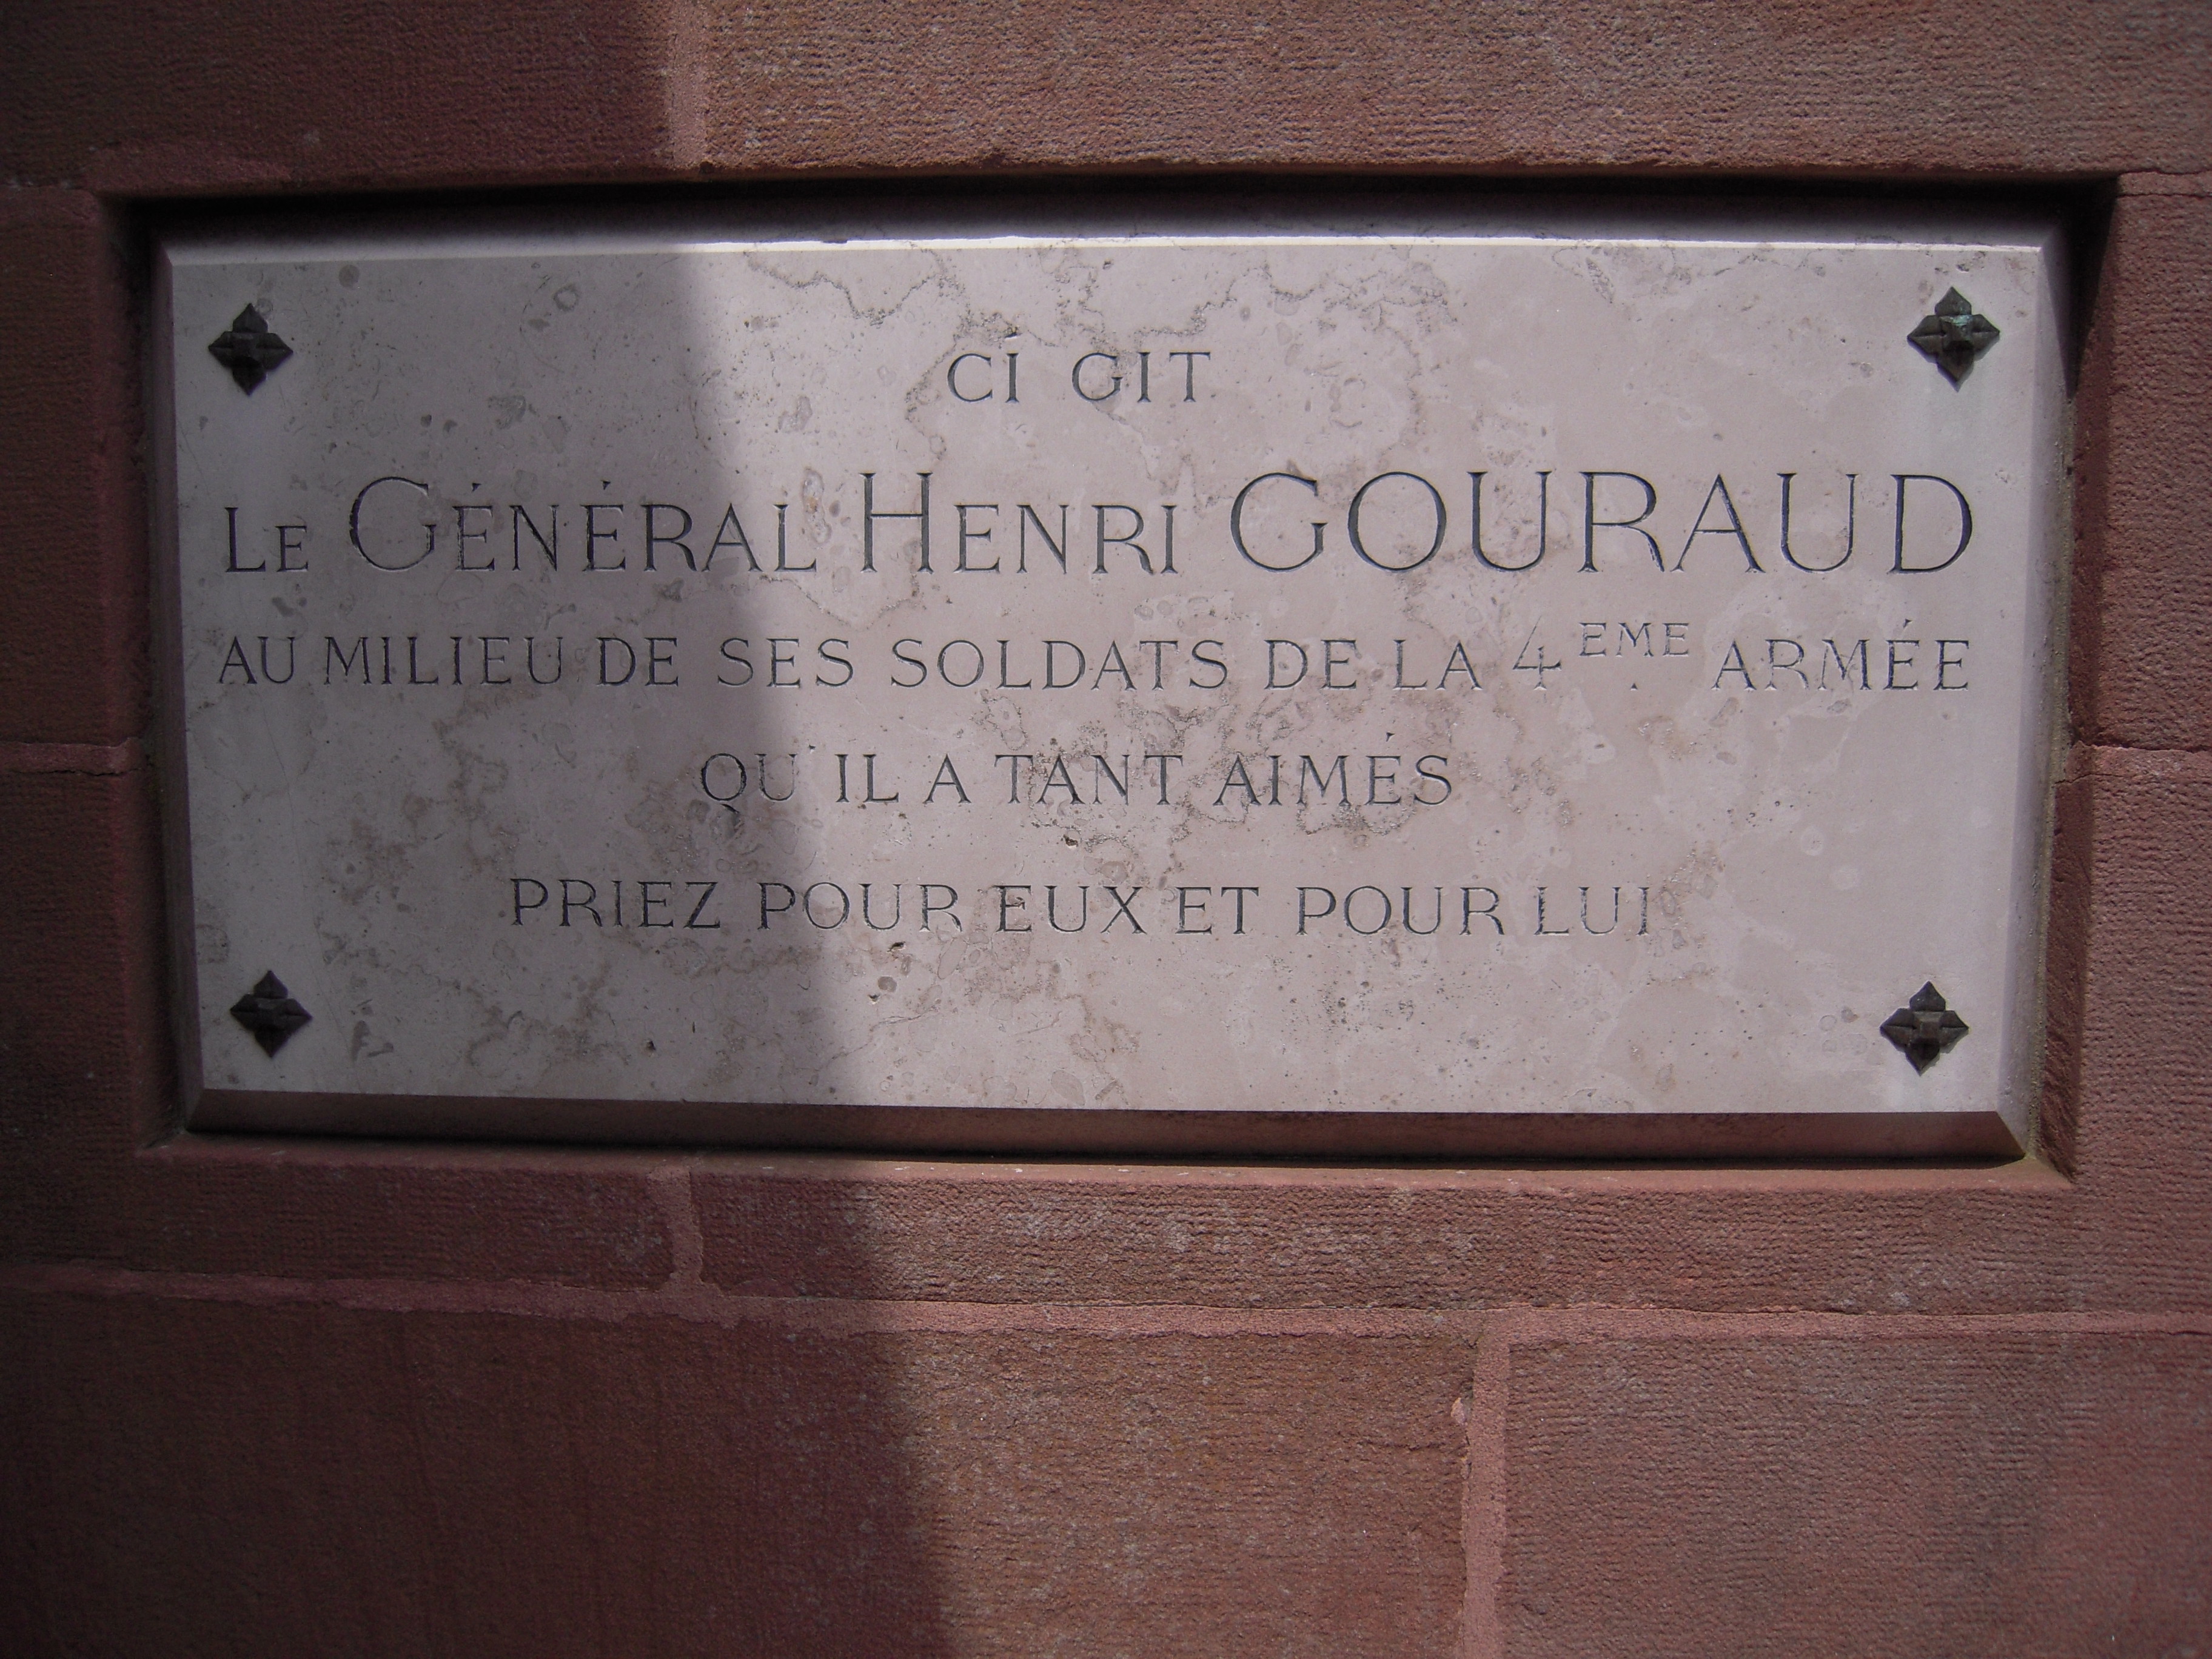 CI GIT
LE GÉNÉRAL HENRI GOURAUD
AU MILIEU DE SES SOLDATS DE LA 4EME ARMÉE
QU'IL A TANT AIMÉS
PRIEZ POUR EUX ET POUR LUI